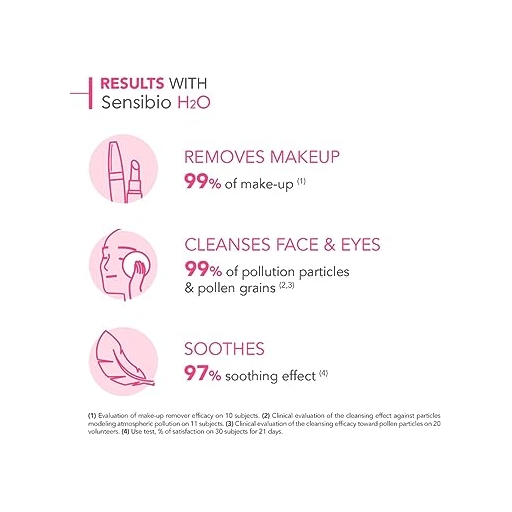 RESULTS WITH
Sensibio H2O
REMOVES MAKEUP
99% of make-up (1)
CLEANSES FACE & EYES
99% of pollution particles
& pollen grains (2,3)
SOOTHES
97% soothing effect (4)
(1) Evaluation of make-up remover efficacy on 10 subjects. (2) Clinical evaluation of the cleansing effect against particles
modeling atmospheric pollution on 11 subjects. (3) Clinical evaluation of the cleansing efficacy toward pollen particles on 20
volunteers. (4) Use test, % of satisfaction on 30 subjects for 21 days.